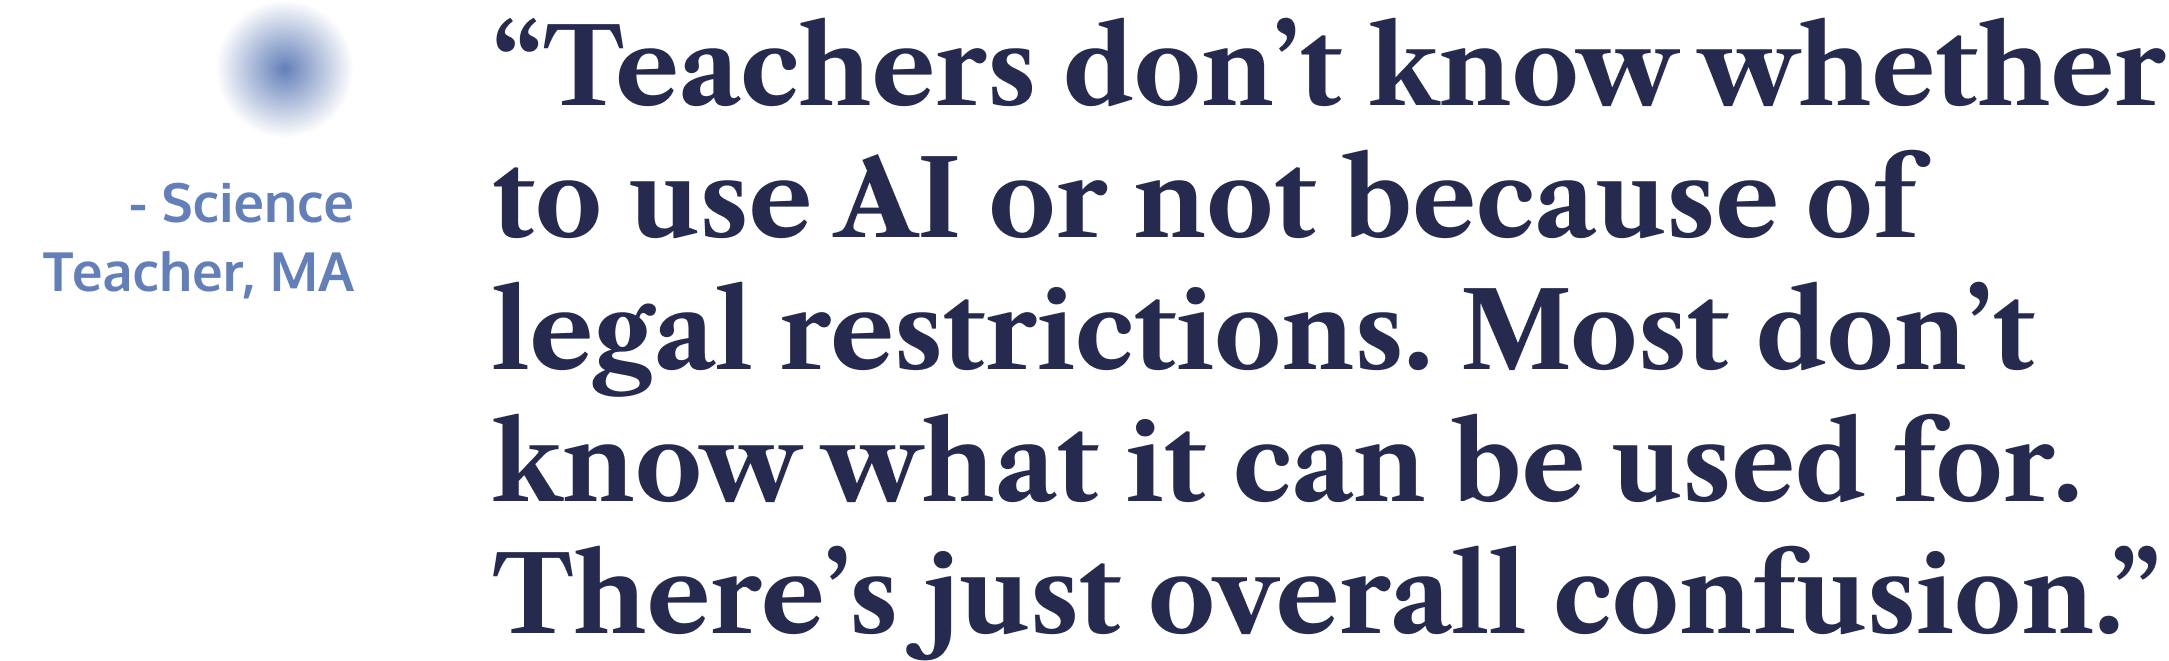 - Science
Teacher, MA
“Teachers don’t know whether
to use AI or not because of
legal restrictions. Most don’t
know what it can be used for.
There’s just overall confusion.”